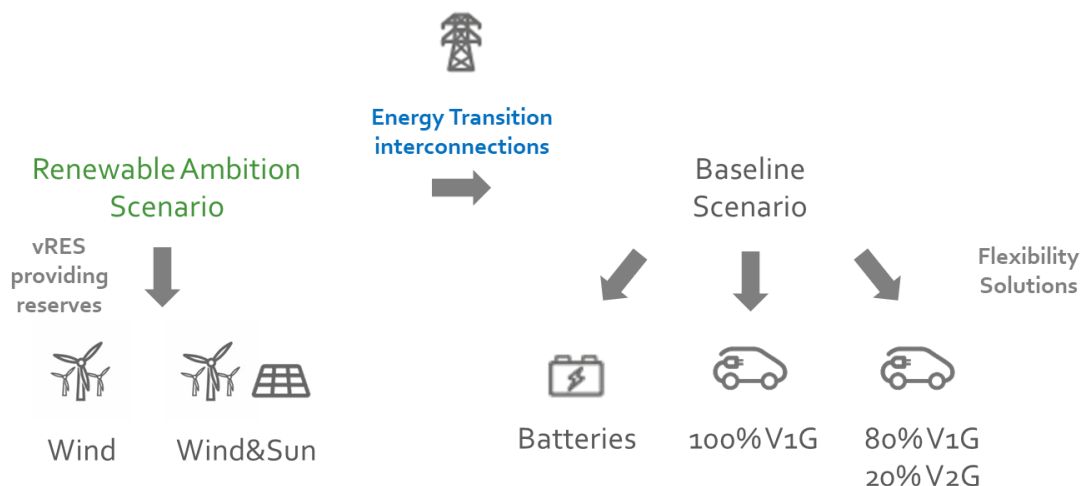 Energy Transition
interconnections
Renewable Ambition
Scenario
Baseline
Scenario
vRES
providing
reserves
Flexibility
Solutions
Wind
Wind&Sun
Batteries
100% V1G
80% V1G
20% V2G